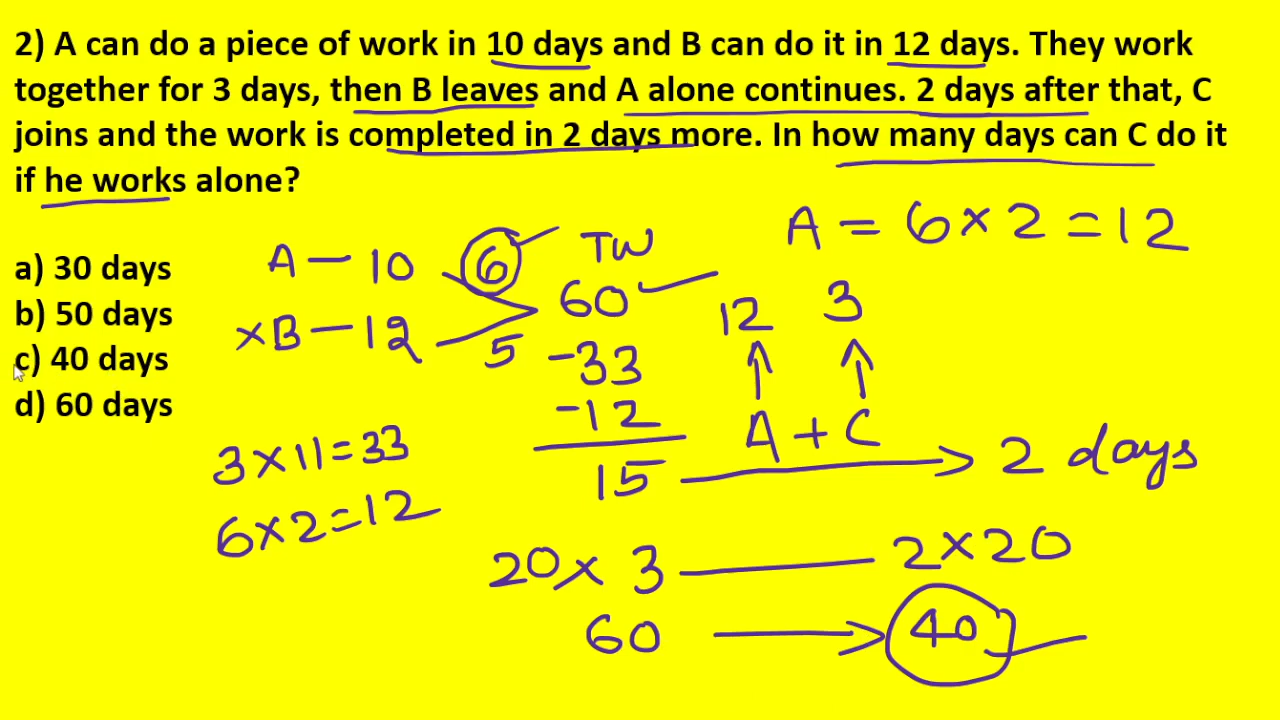 2) A can do a piece of work in 10 days and B can do it in 12 days. They work
together for 3 days, then B leaves and A alone continues. 2 days after that, C
joins and the work is completed in 2 days more. In how many days can C do it
if he works alone?
a) 30 days
b) 50 days
c) 40 days
d) 60 days
A = 6 × 2 = 12
A – 10 6 TW
60
× B – 12 5
-33
-12
15
12 3
A + C
→ 2 days
3 × 11 = 33
6 × 2 = 12
20 × 3 — 2 × 20
60 → 40